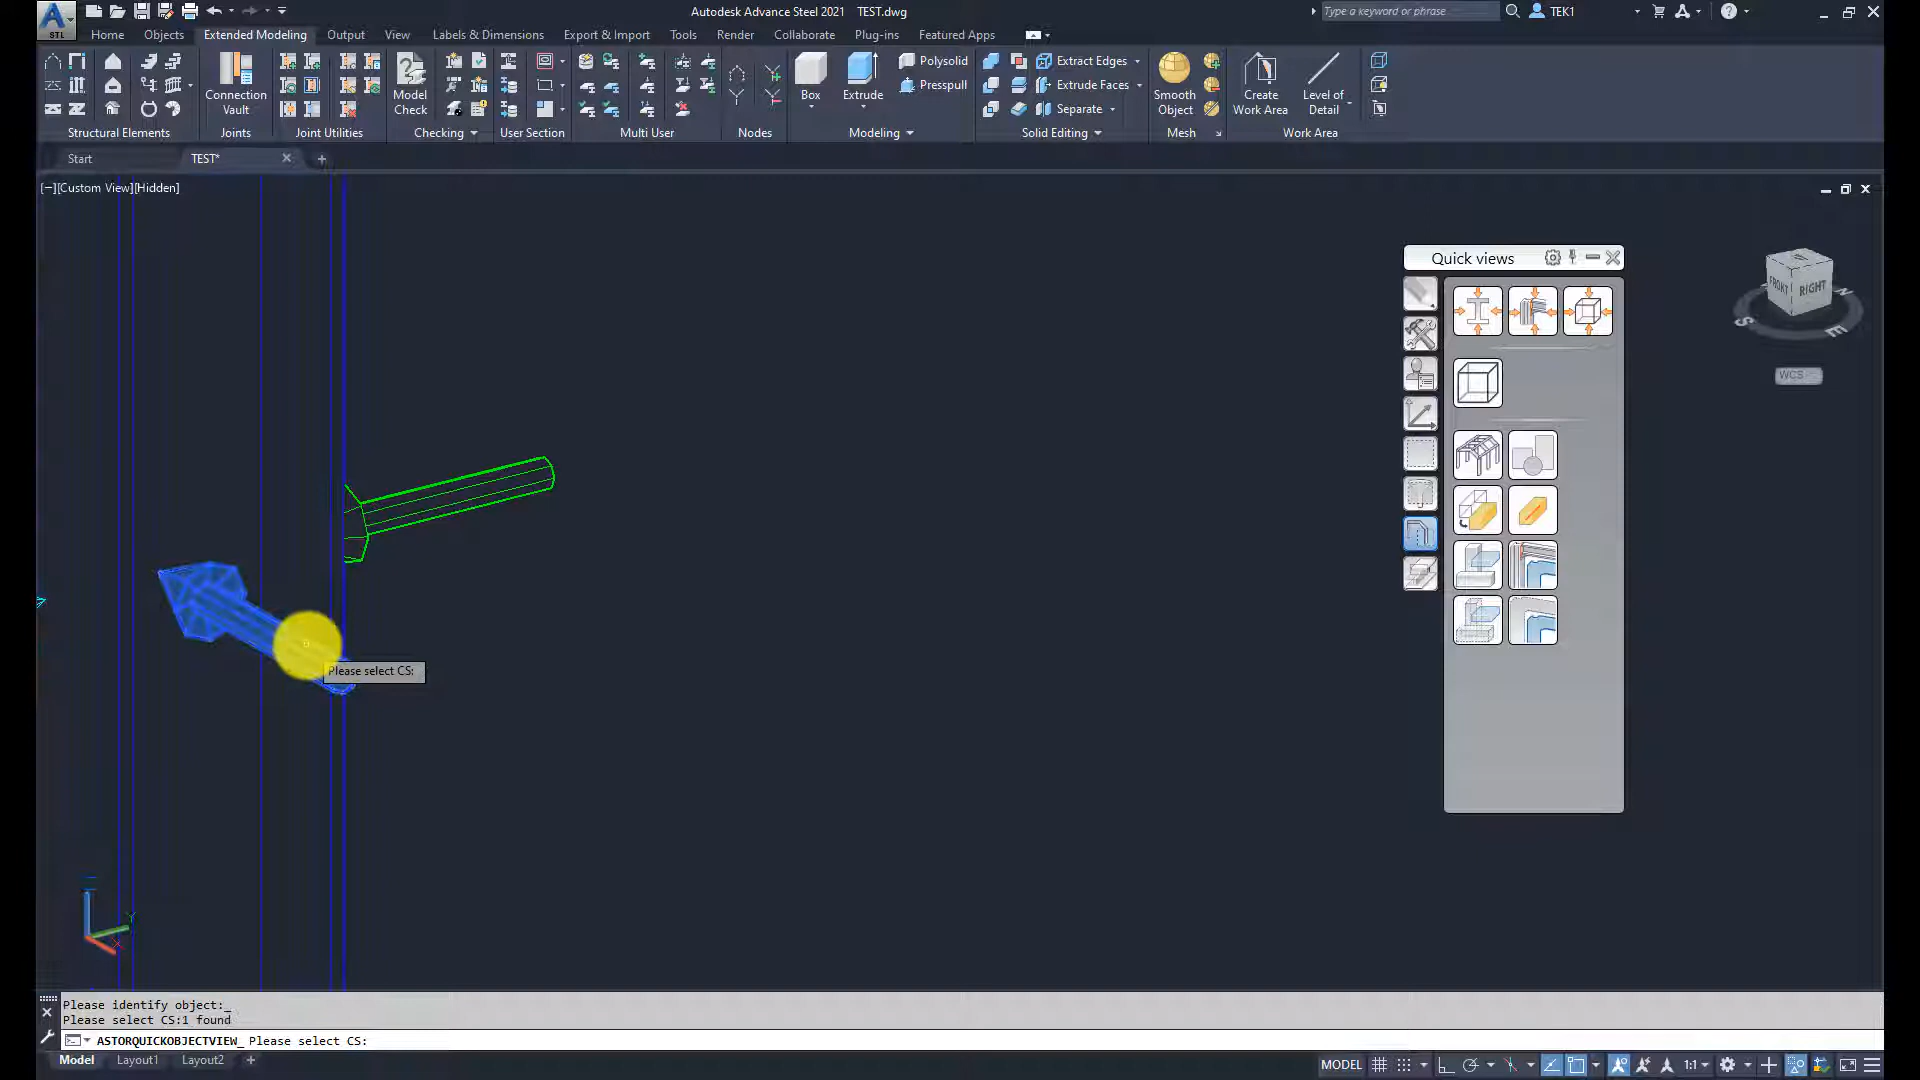 Autodesk Advance Steel 2021 TEST.dwg
Type a keyword or phrase
TEK1
STL
Home Objects Extended Modeling Output View Labels & Dimensions Export & Import Tools Render Collaborate Plug-ins Featured Apps
Connection Vault
Model Check
Box
Extrude
Polysolid
Presspull
Extract Edges
Extrude Faces
Separate
Smooth Object
Create Work Area
Level of Detail
Structural Elements Joints Joint Utilities Checking User Section Multi User Nodes Modeling Solid Editing Mesh Work Area
Start TEST*
[−][Custom View][Hidden]
Quick views
FRONT RIGHT
S E N
WCS
Please select CS:
Y
X
Please identify object:_
Please select CS:1 found
ASTORQUICKOBJECTVIEW_ Please select CS:
Model Layout1 Layout2
MODEL 1:1